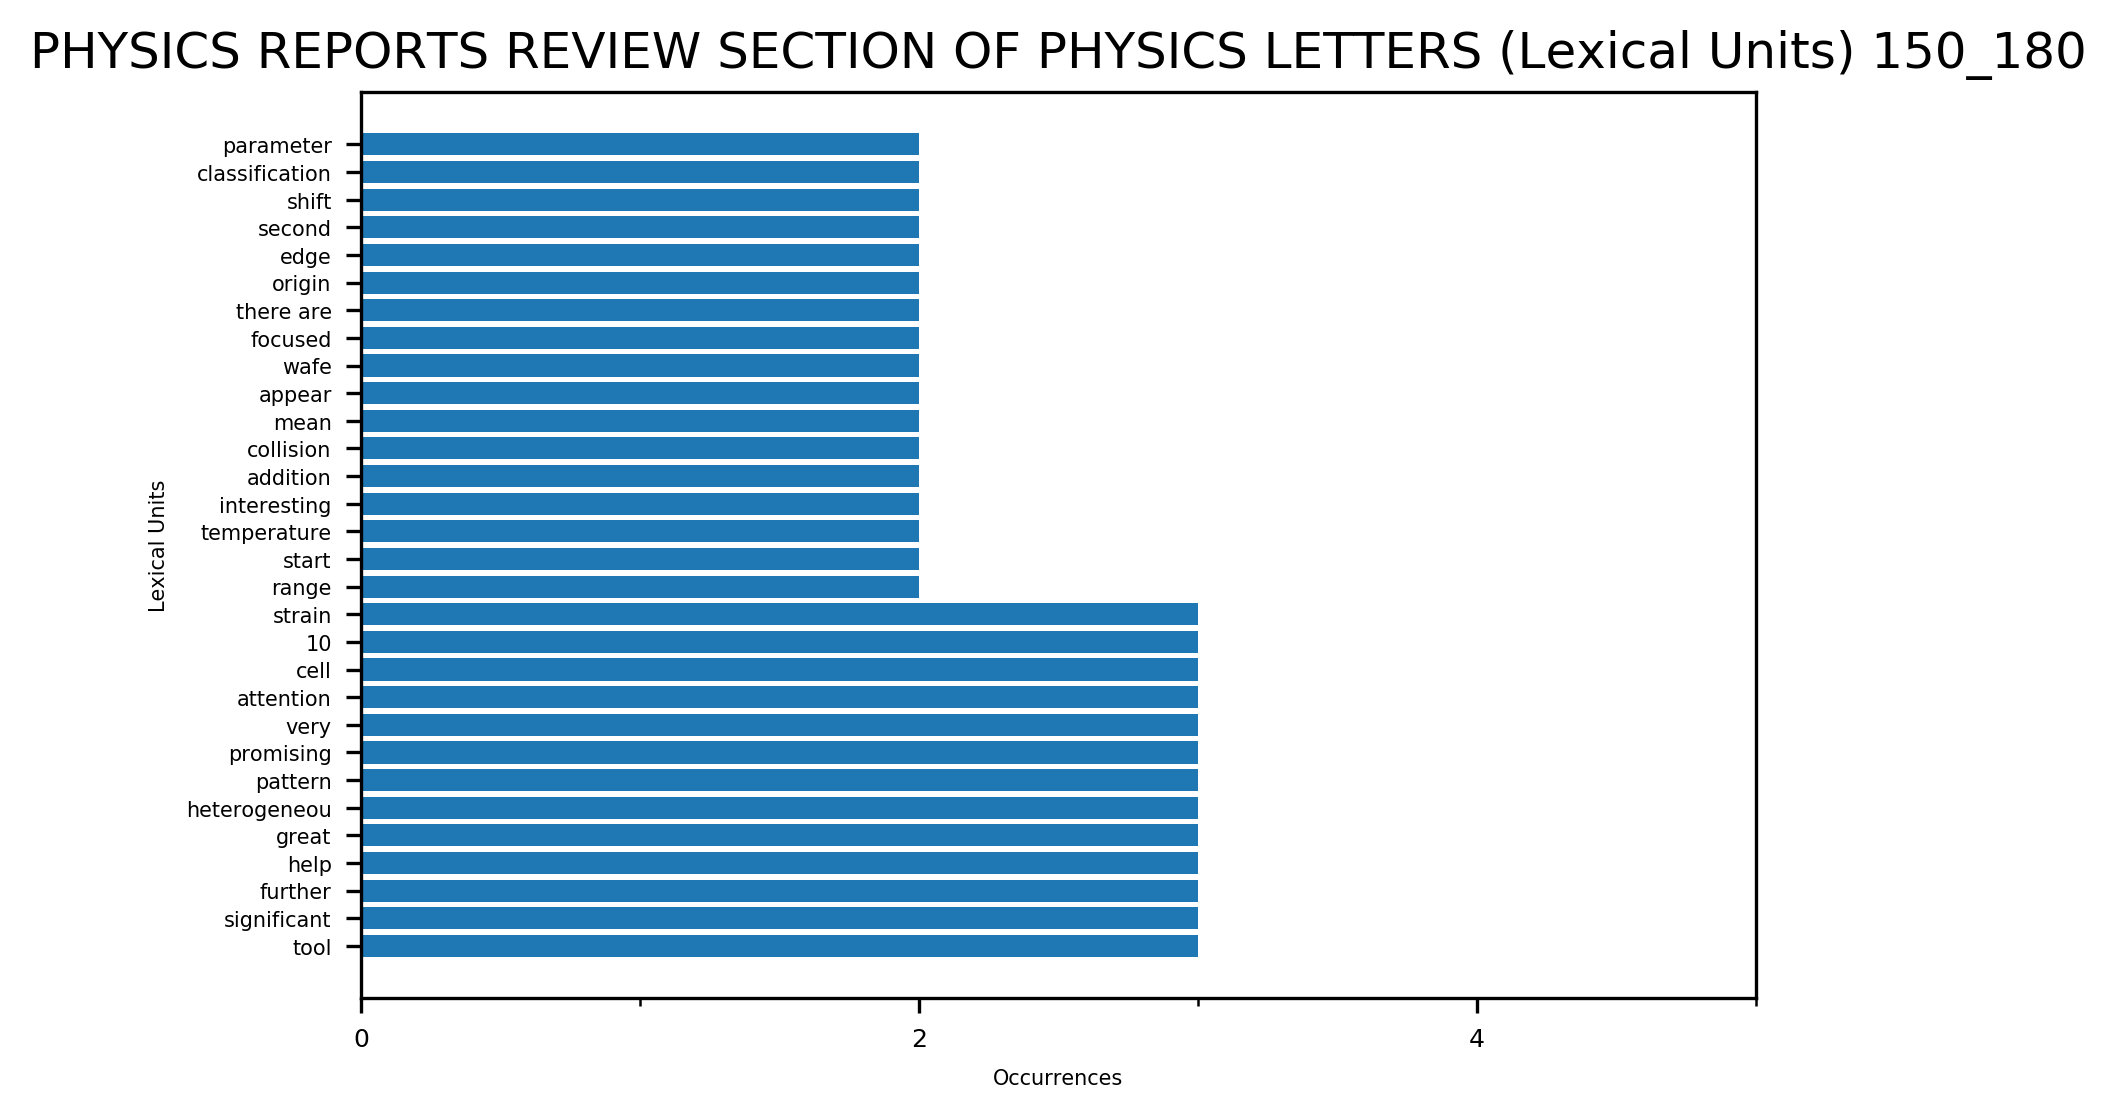 PHYSICS REPORTS REVIEW SECTION OF PHYSICS LETTERS (Lexical Units) 150_180
parameter
classification
shift
second
edge
origin
there are
focused
wafe
appear
mean
collision
addition
interesting
temperature
start
range
strain
10
cell
attention
very
promising
pattern
heterogeneou
great
help
further
significant
tool
Lexical Units
0 2 4
Occurrences